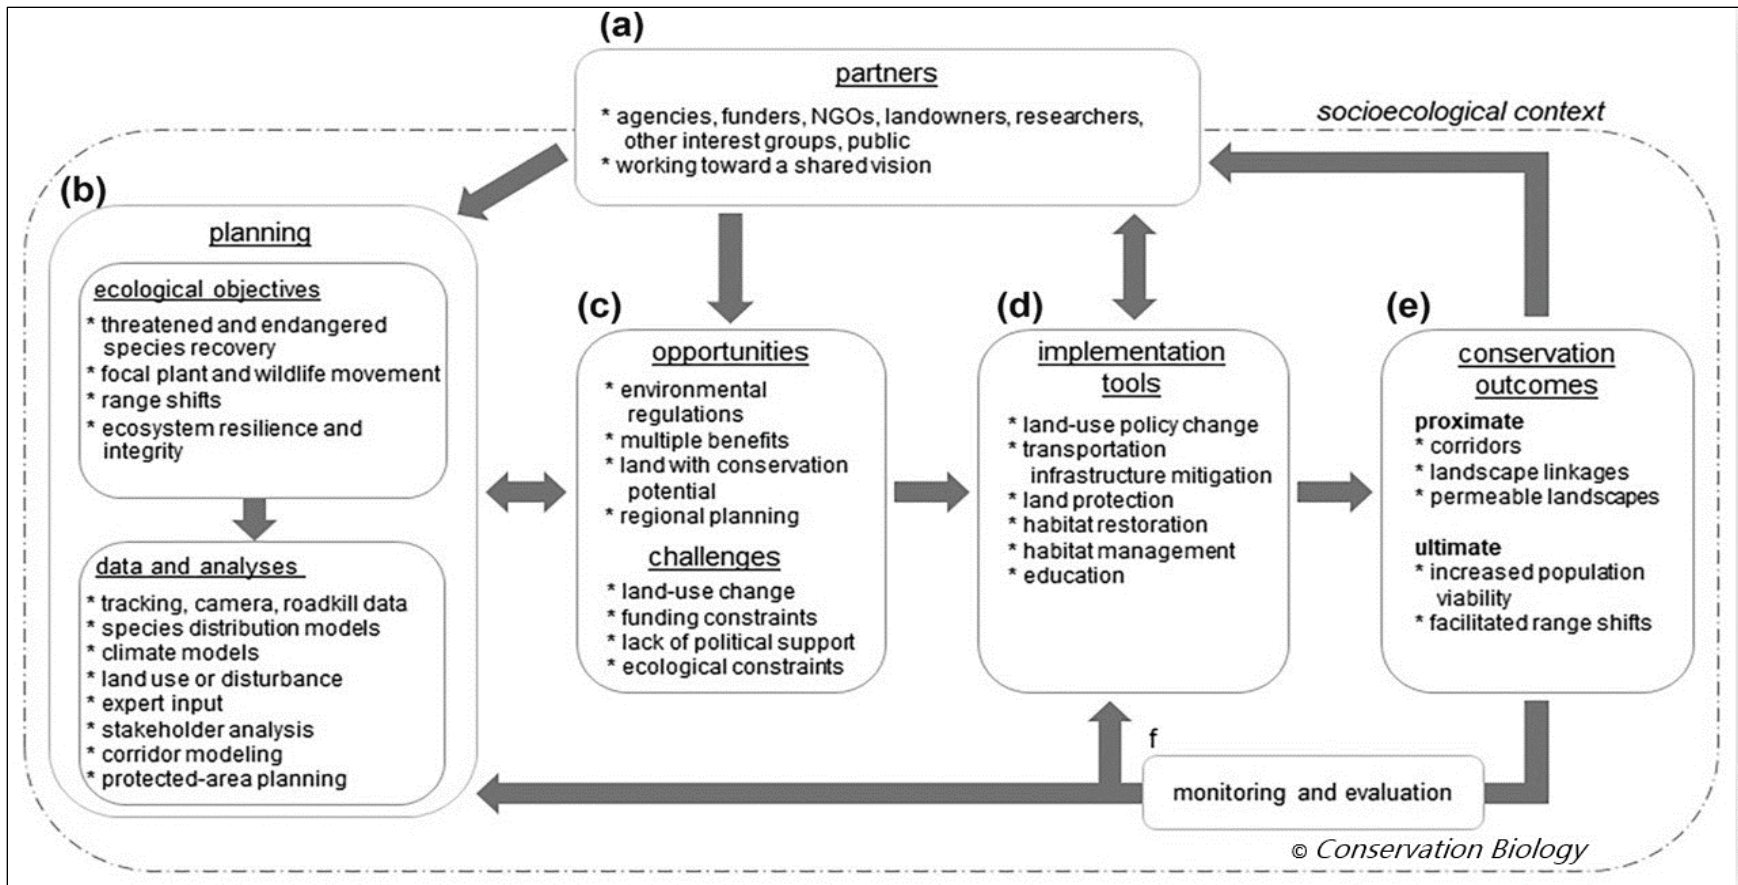 (a)
partners
* agencies, funders, NGOs, landowners, researchers,
other interest groups, public
* working toward a shared vision
socioecological context
(b)
planning
ecological objectives
* threatened and endangered
species recovery
* focal plant and wildlife movement
* range shifts
* ecosystem resilience and
integrity
data and analyses
* tracking, camera, roadkill data
* species distribution models
* climate models
* land use or disturbance
* expert input
* stakeholder analysis
* corridor modeling
* protected-area planning
(c)
opportunities
* environmental
regulations
* multiple benefits
* land with conservation
potential
* regional planning
challenges
* land-use change
* funding constraints
* lack of political support
* ecological constraints
(d)
implementation
tools
* land-use policy change
* transportation
infrastructure mitigation
* land protection
* habitat restoration
* habitat management
* education
(e)
conservation
outcomes
proximate
* corridors
* landscape linkages
* permeable landscapes
ultimate
* increased population
viability
* facilitated range shifts
f
monitoring and evaluation
© Conservation Biology